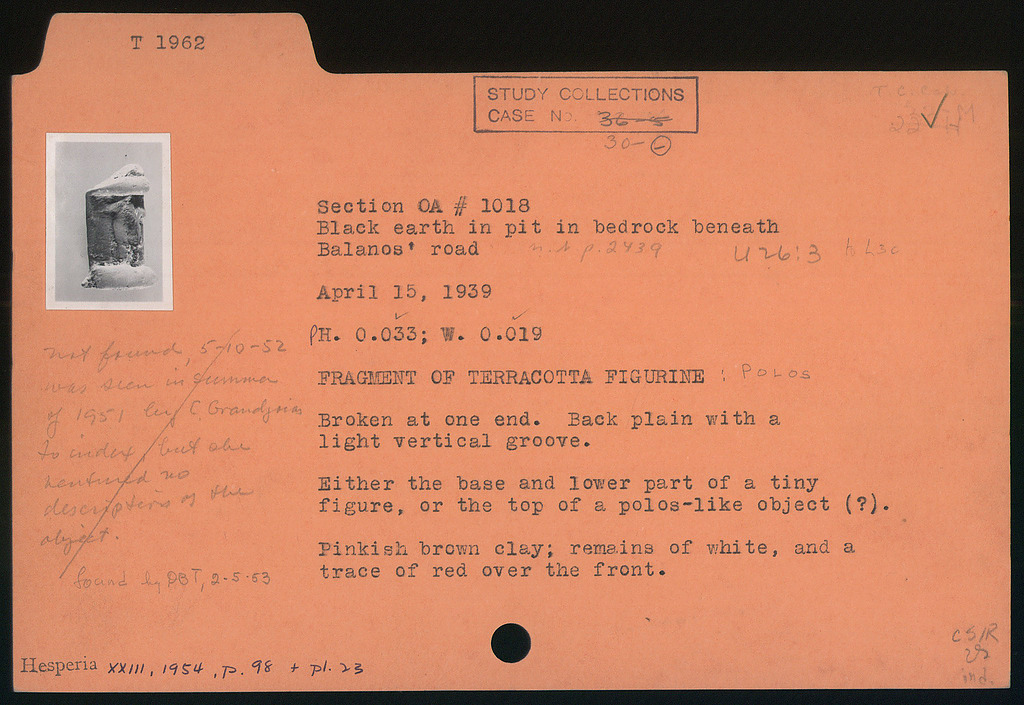 T 1962
STUDY COLLECTIONS
CASE NO. 36-5
30-
Section OA # 1018
Black earth in pit in bedrock beneath
Balanos' road n.b p.2439 U 26:3
April 15, 1939
PH. 0.033; W. 0.019
FRAGMENT OF TERRACOTTA FIGURINE : POLOS
Broken at one end. Back plain with a
light vertical groove.
Either the base and lower part of a tiny
figure, or the top of a polos-like object (?).
Pinkish brown clay; remains of white, and a
trace of red over the front.
not found, 5-10-52
was seen in summer
of 1951 by C. Grandjouan
to index, but she
no
description of the
object.
found by DBT, 2-5-53
Hesperia XXIII, 1954, p. 98 + pl. 23
CSIR
ind.